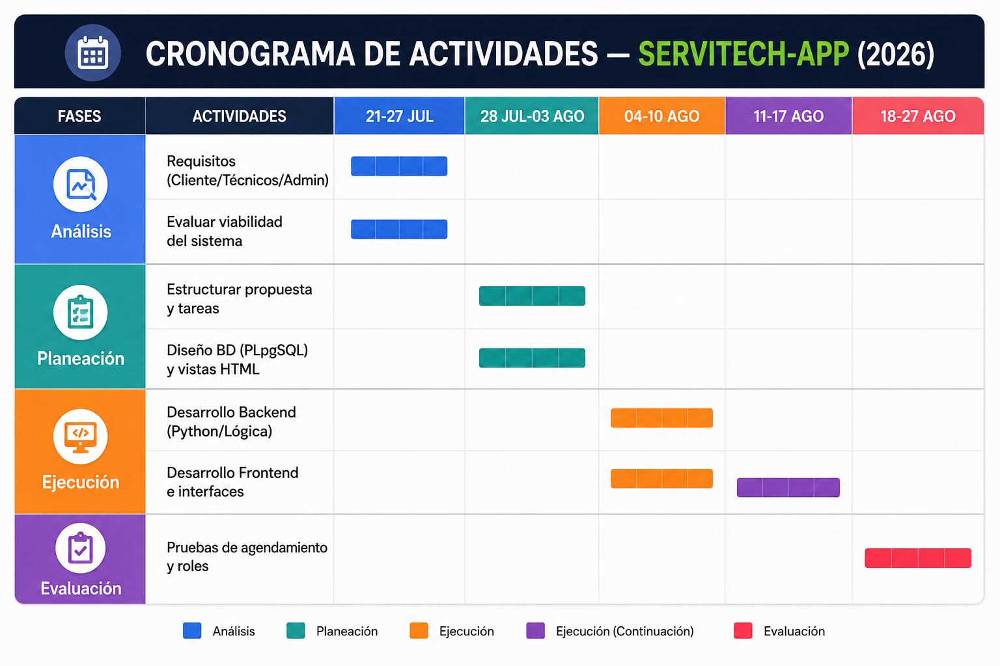 CRONOGRAMA DE ACTIVIDADES — SERVITECH-APP (2026)
FASES ACTIVIDADES 21-27 JUL 28 JUL-03 AGO 04-10 AGO 11-17 AGO 18-27 AGO
Análisis
Requisitos
(Cliente/Técnicos/Admin)
Evaluar viabilidad
del sistema
Planeación
Estructurar propuesta
y tareas
Diseño BD (PLpgSQL)
y vistas HTML
Ejecución
Desarrollo Backend
(Python/Lógica)
Desarrollo Frontend
e interfaces
Evaluación
Pruebas de agendamiento
y roles
Análisis Planeación Ejecución Ejecución (Continuación) Evaluación